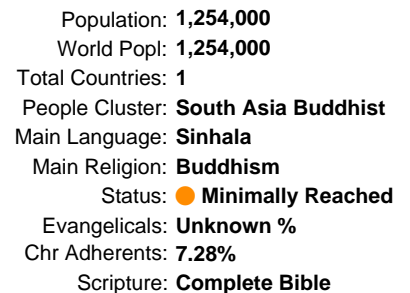 Population: 1,254,000
World Popl: 1,254,000
Total Countries: 1
People Cluster: South Asia Buddhist
Main Language: Sinhala
Main Religion: Buddhism
Status: Minimally Reached
Evangelicals: Unknown %
Chr Adherents: 7.28%
Scripture: Complete Bible